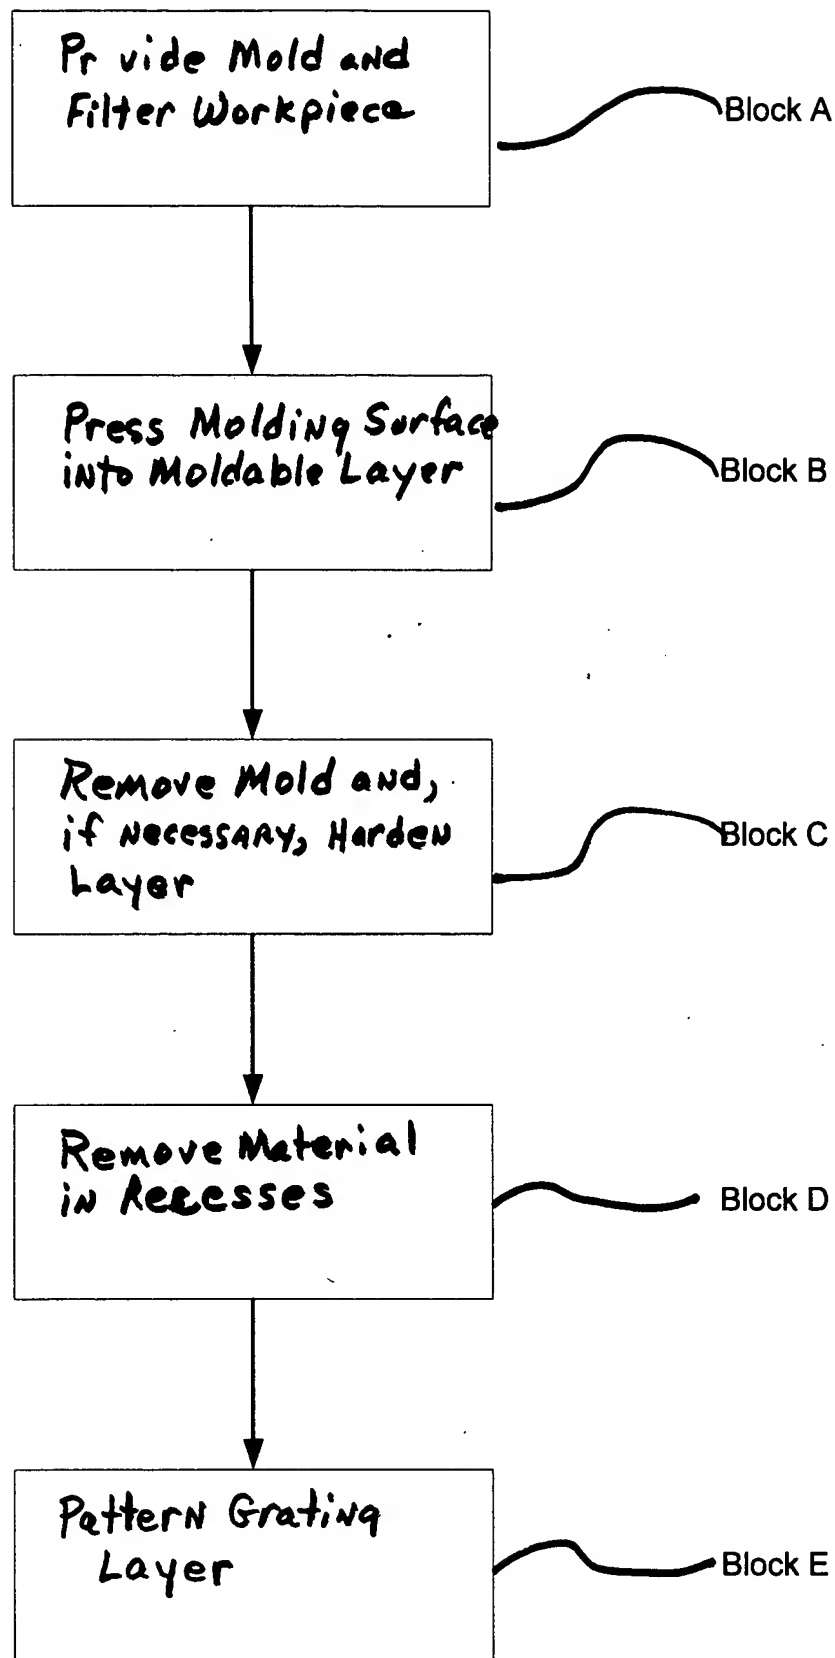 Pr vide Mold and
Filter Workpiece
Block A
Press Molding Surface
into Moldable Layer
Block B
Remove Mold and,
if necessary, Harden
Layer
Block C
Remove Material
in Recesses
Block D
Pattern Grating
Layer
Block E